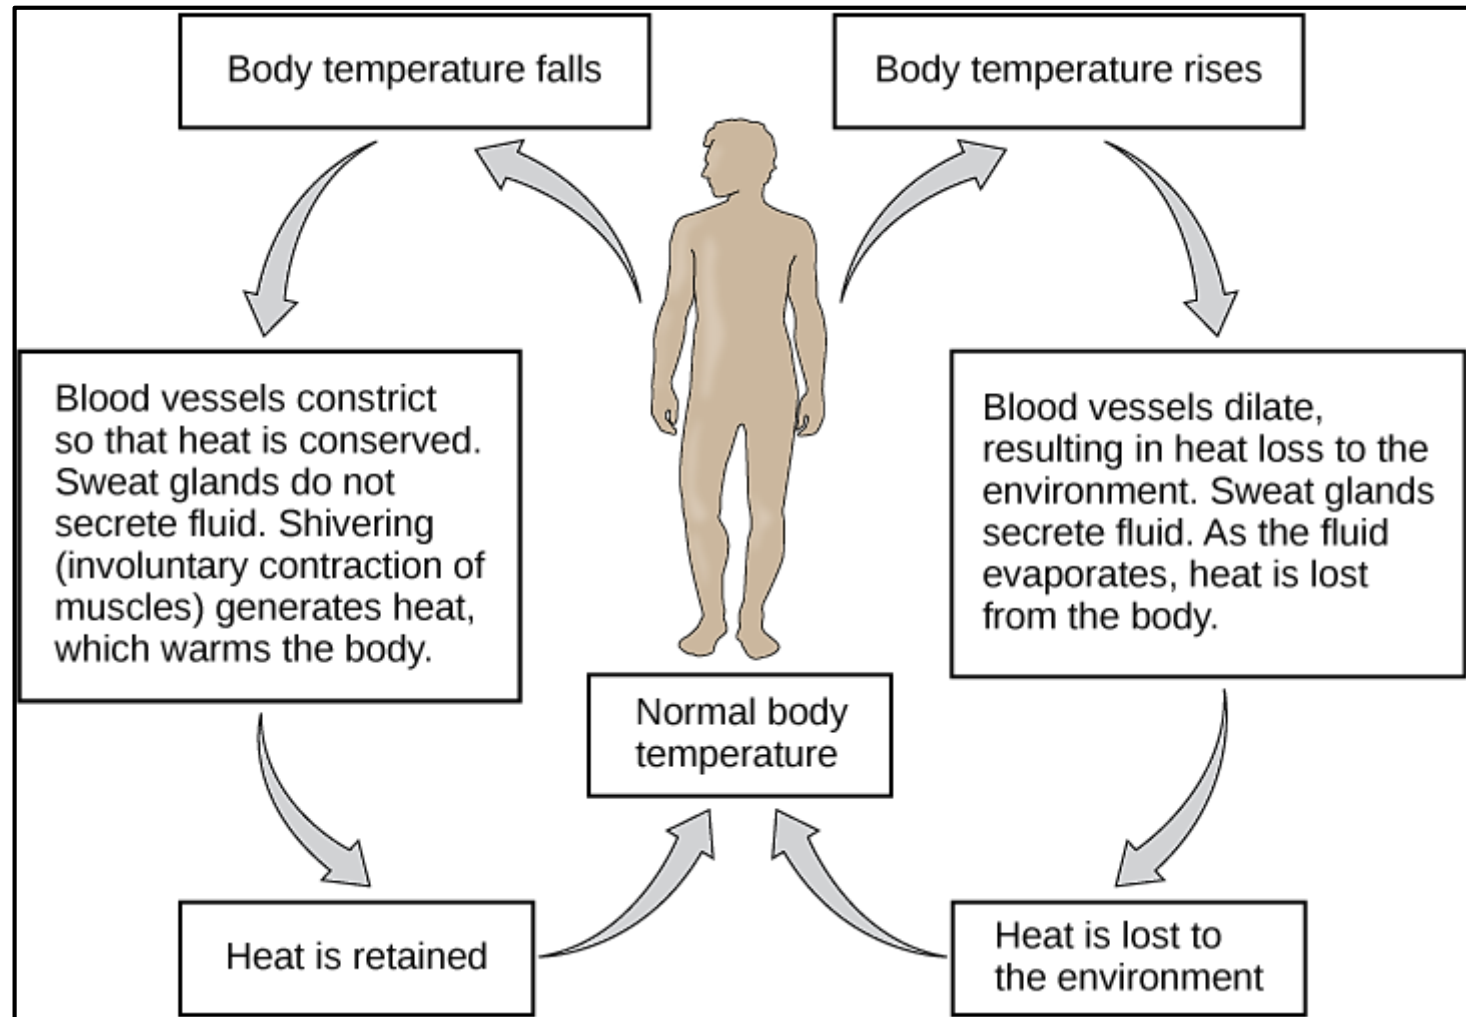 Body temperature falls
Body temperature rises
Blood vessels constrict
so that heat is conserved.
Sweat glands do not
secrete fluid. Shivering
(involuntary contraction of
muscles) generates heat,
which warms the body.
Blood vessels dilate,
resulting in heat loss to the
environment. Sweat glands
secrete fluid. As the fluid
evaporates, heat is lost
from the body.
Normal body
temperature
Heat is retained
Heat is lost to
the environment